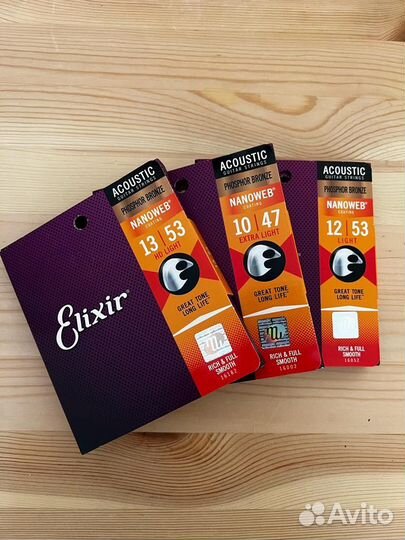 Elixir
ACOUSTIC
GUITAR STRINGS
PHOSPHOR BRONZE
NANOWEB®
COATING
13 | 53
HD LIGHT
GREAT TONE
LONG LIFE
RICH & FULL
SMOOTH
16182
ACOUSTIC
GUITAR STRINGS
PHOSPHOR BRONZE
NANOWEB®
COATING
10 | 47
EXTRA LIGHT
GREAT TONE
LONG LIFE
RICH & FULL
SMOOTH
16002
ACOUSTIC
GUITAR STRINGS
PHOSPHOR BRONZE
NANOWEB®
COATING
12 | 53
LIGHT
GREAT TONE
LONG LIFE
RICH & FULL
SMOOTH
16052
Avito